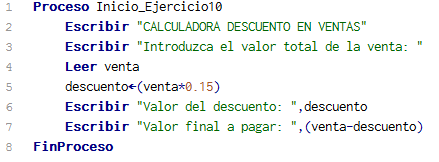 1 Proceso Inicio_Ejercicio10
2 Escribir "CALCULADORA DESCUENTO EN VENTAS"
3 Escribir "Introduzca el valor total de la venta: "
4 Leer venta
5 descuento←(venta*0.15)
6 Escribir "Valor del descuento: ",descuento
7 Escribir "Valor final a pagar: ",(venta-descuento)
8 FinProceso